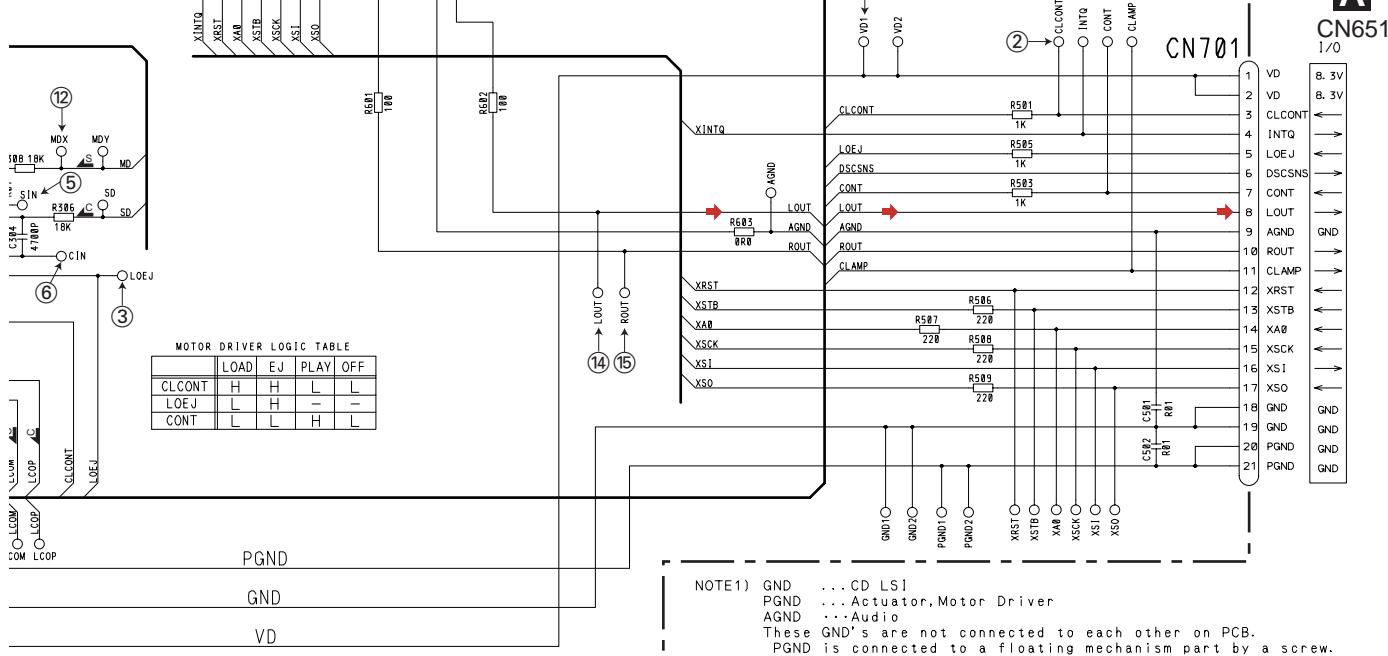 A
CN651
CN701
I/O
XINTQ
XRST
XA0
XSTB
XSCK
XSI
XSO
VD1
VD2
②
CLCONT
INTQ
CONT
CLAMP
R601
100
R602
100
XINTQ
CLCONT
LOEJ
DSCSNS
CONT
LOUT
AGND
ROUT
CLAMP
R501
1K
R505
1K
R503
1K
AGND
LOUT
AGND
ROUT
R603
0R0
XRST
XSTB
XA0
XSCK
XSI
XSO
R506
220
R507
220
R508
220
R509
220
1 VD 8.3V
2 VD 8.3V
3 CLCONT
4 INTQ
5 LOEJ
6 DSCSNS
7 CONT
8 LOUT
9 AGND GND
10 ROUT
11 CLAMP
12 XRST
13 XSTB
14 XA0
15 XSCK
16 XSI
17 XSO
18 GND GND
19 GND GND
20 PGND GND
21 PGND GND
C501
R01
C502
R01
⑫
MDX
MDY
308 18K
S
MD
SIN
⑤
SD
R306
18K
C
SD
C304
4700P
CIN
⑥
LOEJ
③
LOUT
ROUT
⑭
⑮
MOTOR DRIVER LOGIC TABLE
LOAD EJ PLAY OFF
CLCONT H H L L
LOEJ L H – –
CONT L L H L
C
C
LCOM
LCOP
CLCONT
LOEJ
LCOM
LCOP
COM LCOP
GND1
GND2
PGND1
PGND2
XRST
XSTB
XA0
XSCK
XSI
XSO
PGND
GND
VD
NOTE1) GND ...CD LSI
PGND ...Actuator,Motor Driver
AGND ···Audio
These GND's are not connected to each other on PCB.
PGND is connected to a floating mechanism part by a screw.